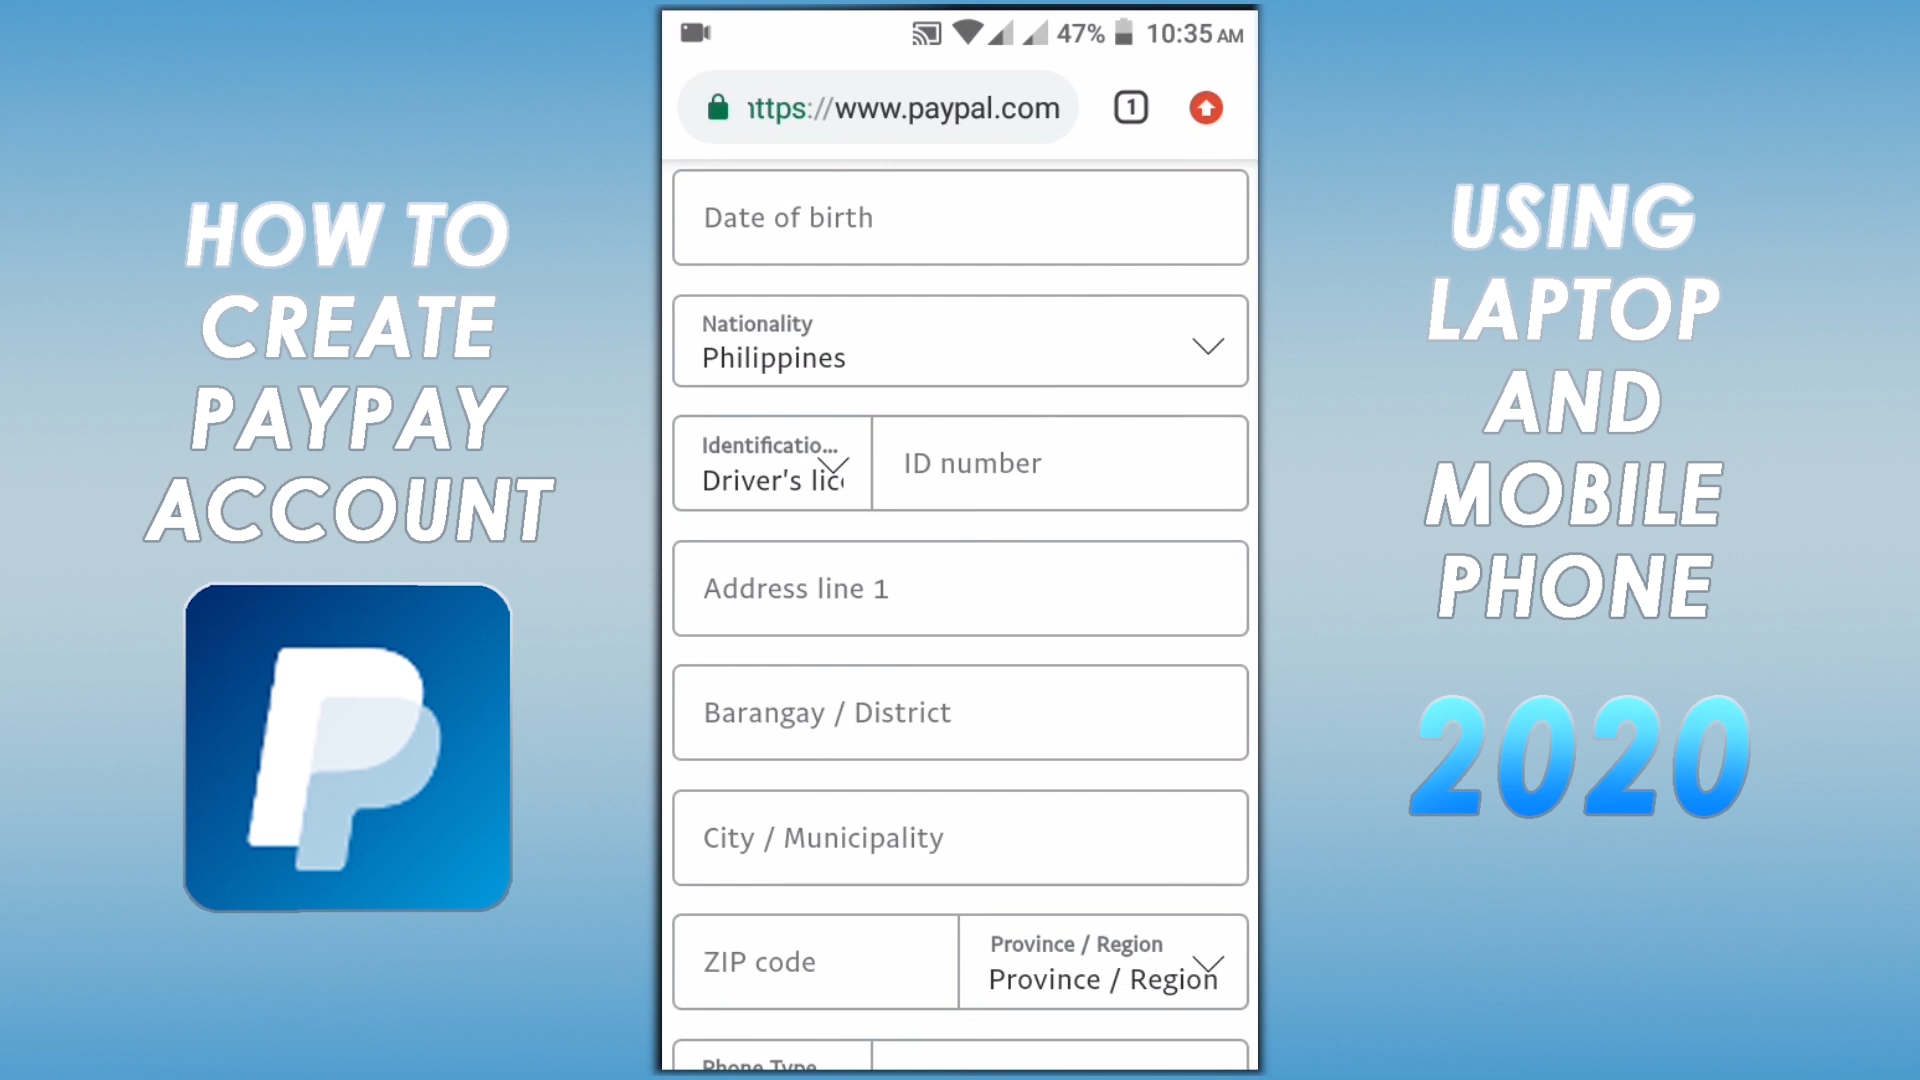 HOW TO
CREATE
PAYPAY
ACCOUNT
47% 10:35 AM
ttps://www.paypal.com
1
Date of birth
Nationality
Philippines
Identificatio...
Driver's lic
ID number
Address line 1
Barangay / District
City / Municipality
ZIP code
Province / Region
Province / Region
Phone Type
USING
LAPTOP
AND
MOBILE
PHONE
2020